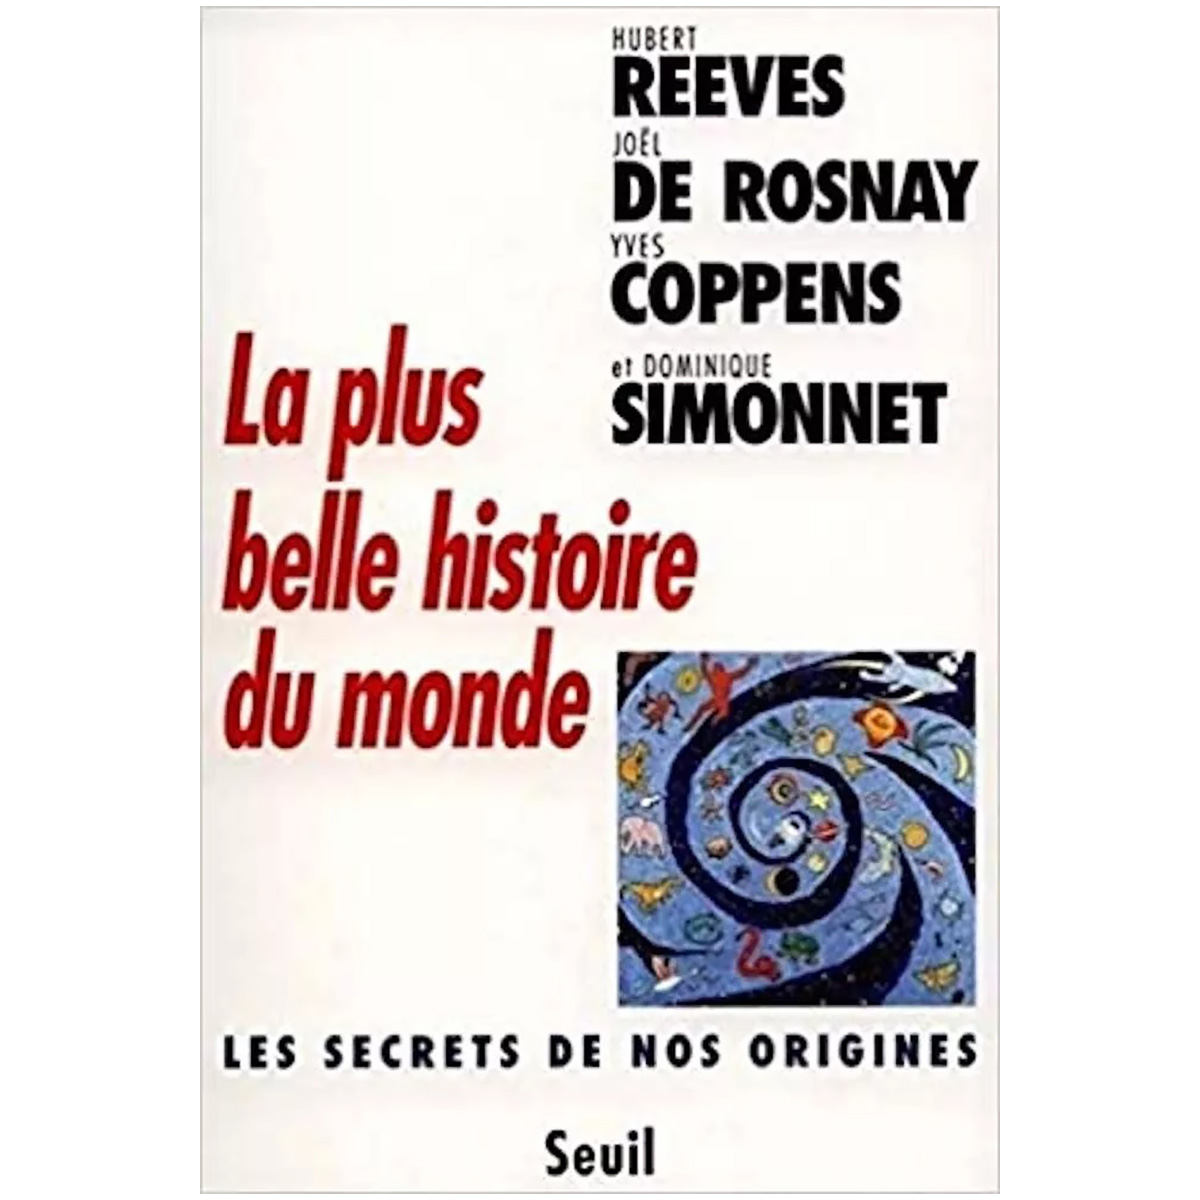 HUBERT
REEVES
JOËL
DE ROSNAY
YVES
COPPENS
et DOMINIQUE
SIMONNET
La plus
belle histoire
du monde
LES SECRETS DE NOS ORIGINES
Seuil